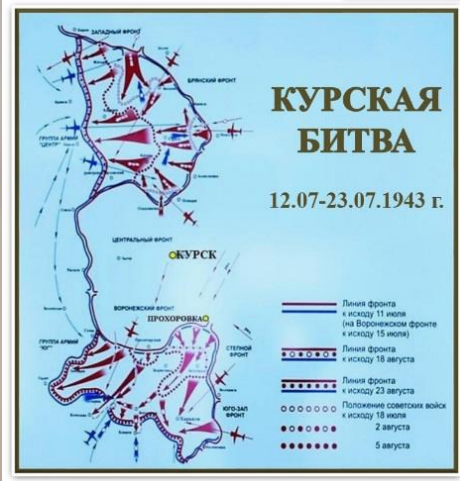 ЗАПАДНЫЙ ФРОНТ
БРЯНСКИЙ ФРОНТ
КУРСКАЯ
БИТВА
ГРУППА АРМИЙ
"ЦЕНТР"
12.07-23.07.1943 г.
ЦЕНТРАЛЬНЫЙ ФРОНТ
КУРСК
ВОРОНЕЖСКИЙ ФРОНТ
ПРОХОРОВКА
ГРУППА АРМИЙ
"ЮГ"
СТЕПНОЙ
ФРОНТ
ЮГО-ЗАП
ФРОНТ
Линия фронта
к исходу 11 июля
(на Воронежском фронте
к исходу 15 июля)
Линия фронта
к исходу 18 августа
Линия фронта
к исходу 23 августа
Положение советских войск
к исходу 18 июля
2 августа
5 августа